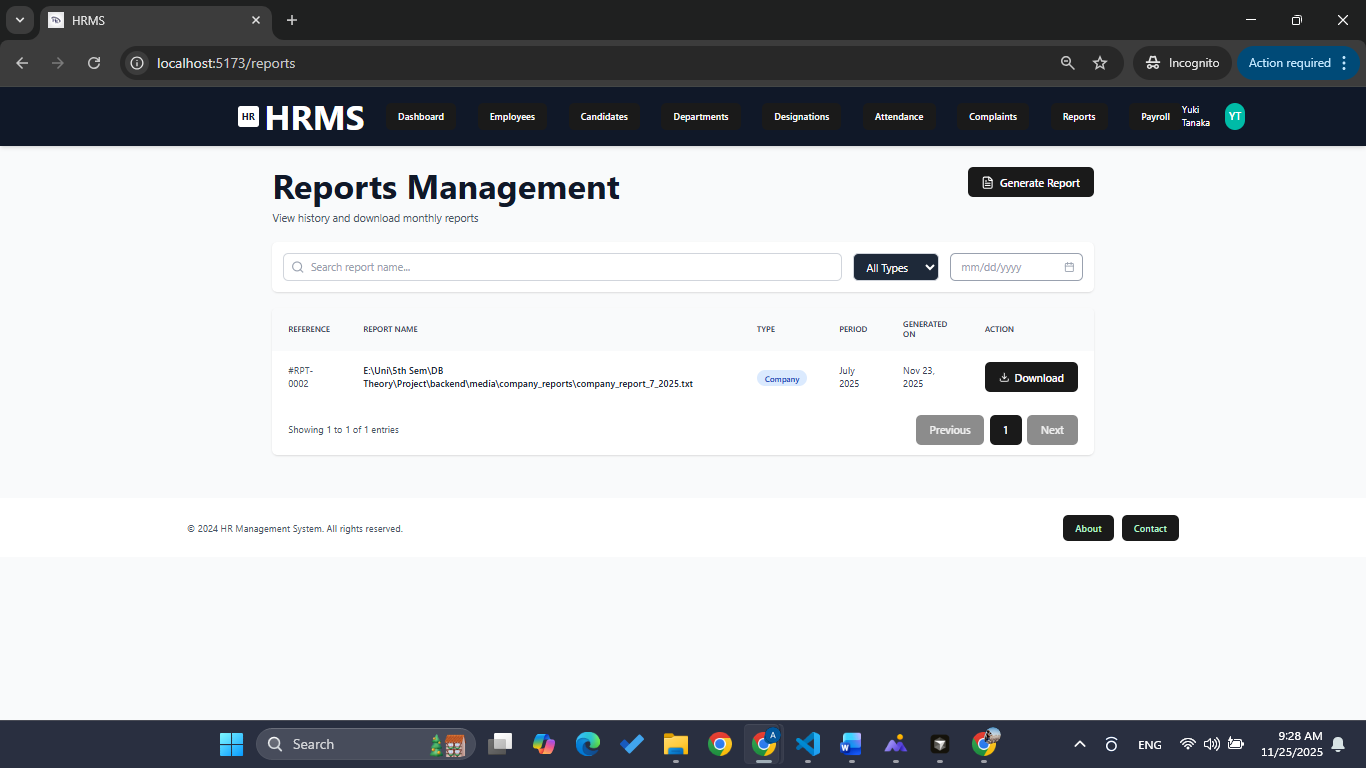 HRMS
localhost:5173/reports
Incognito
Action required
HR HRMS
Dashboard
Employees
Candidates
Departments
Designations
Attendance
Complaints
Reports
Payroll
Yuki
Tanaka
YT
Reports Management
View history and download monthly reports
Generate Report
Search report name...
All Types
mm/dd/yyyy
REFERENCE
REPORT NAME
TYPE
PERIOD
GENERATED
ON
ACTION
#RPT-
0002
E:\Uni\5th Sem\DB
Theory\Project\backend\media\company_reports\company_report_7_2025.txt
Company
July
2025
Nov 23,
2025
Download
Showing 1 to 1 of 1 entries
Previous
1
Next
© 2024 HR Management System. All rights reserved.
About
Contact
Search
A
W
ENG
9:28 AM
11/25/2025